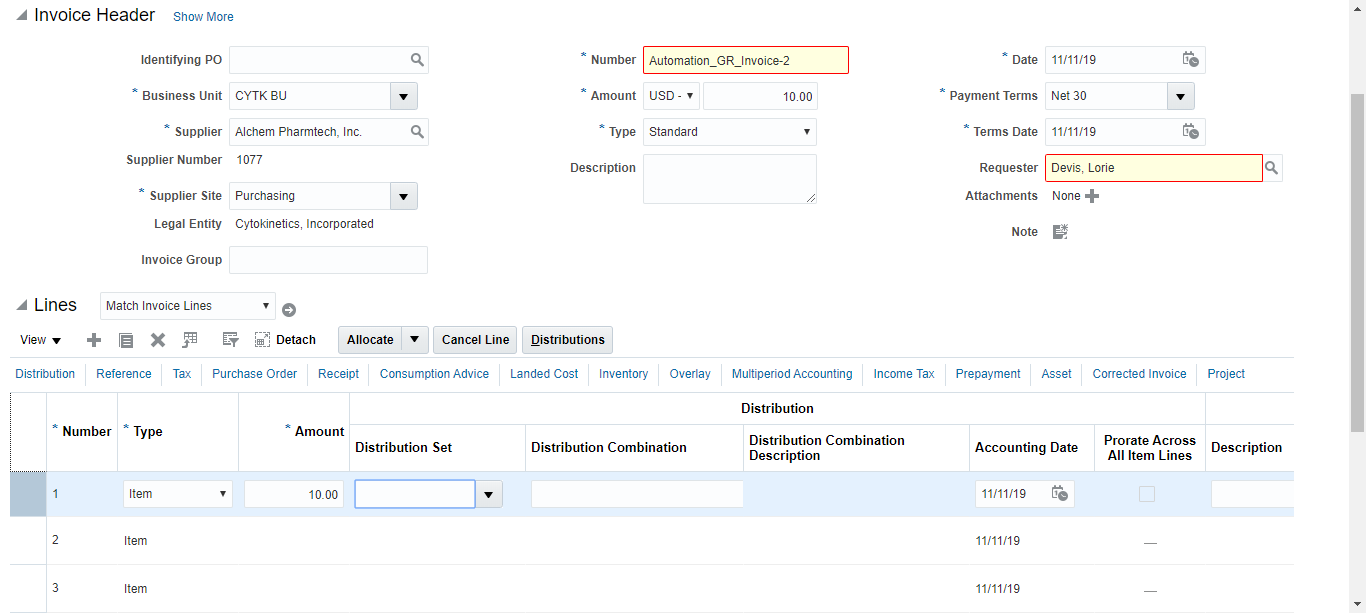 Invoice Header Show More
Identifying PO * Number Automation_GR_Invoice-2 * Date 11/11/19
* Business Unit CYTK BU * Amount USD - 10.00 * Payment Terms Net 30
* Supplier Alchem Pharmtech, Inc. * Type Standard * Terms Date 11/11/19
Supplier Number 1077 Description Requester Devis, Lorie
* Supplier Site Purchasing Attachments None
Legal Entity Cytokinetics, Incorporated Note
Invoice Group
Lines Match Invoice Lines
View Detach Allocate Cancel Line Distributions
Distribution Reference Tax Purchase Order Receipt Consumption Advice Landed Cost Inventory Overlay Multiperiod Accounting Income Tax Prepayment Asset Corrected Invoice Project
Distribution
* Number * Type * Amount Distribution Set Distribution Combination Distribution Combination Description Accounting Date Prorate Across All Item Lines Description
1 Item 10.00 11/11/19
2 Item 11/11/19 —
3 Item 11/11/19 —